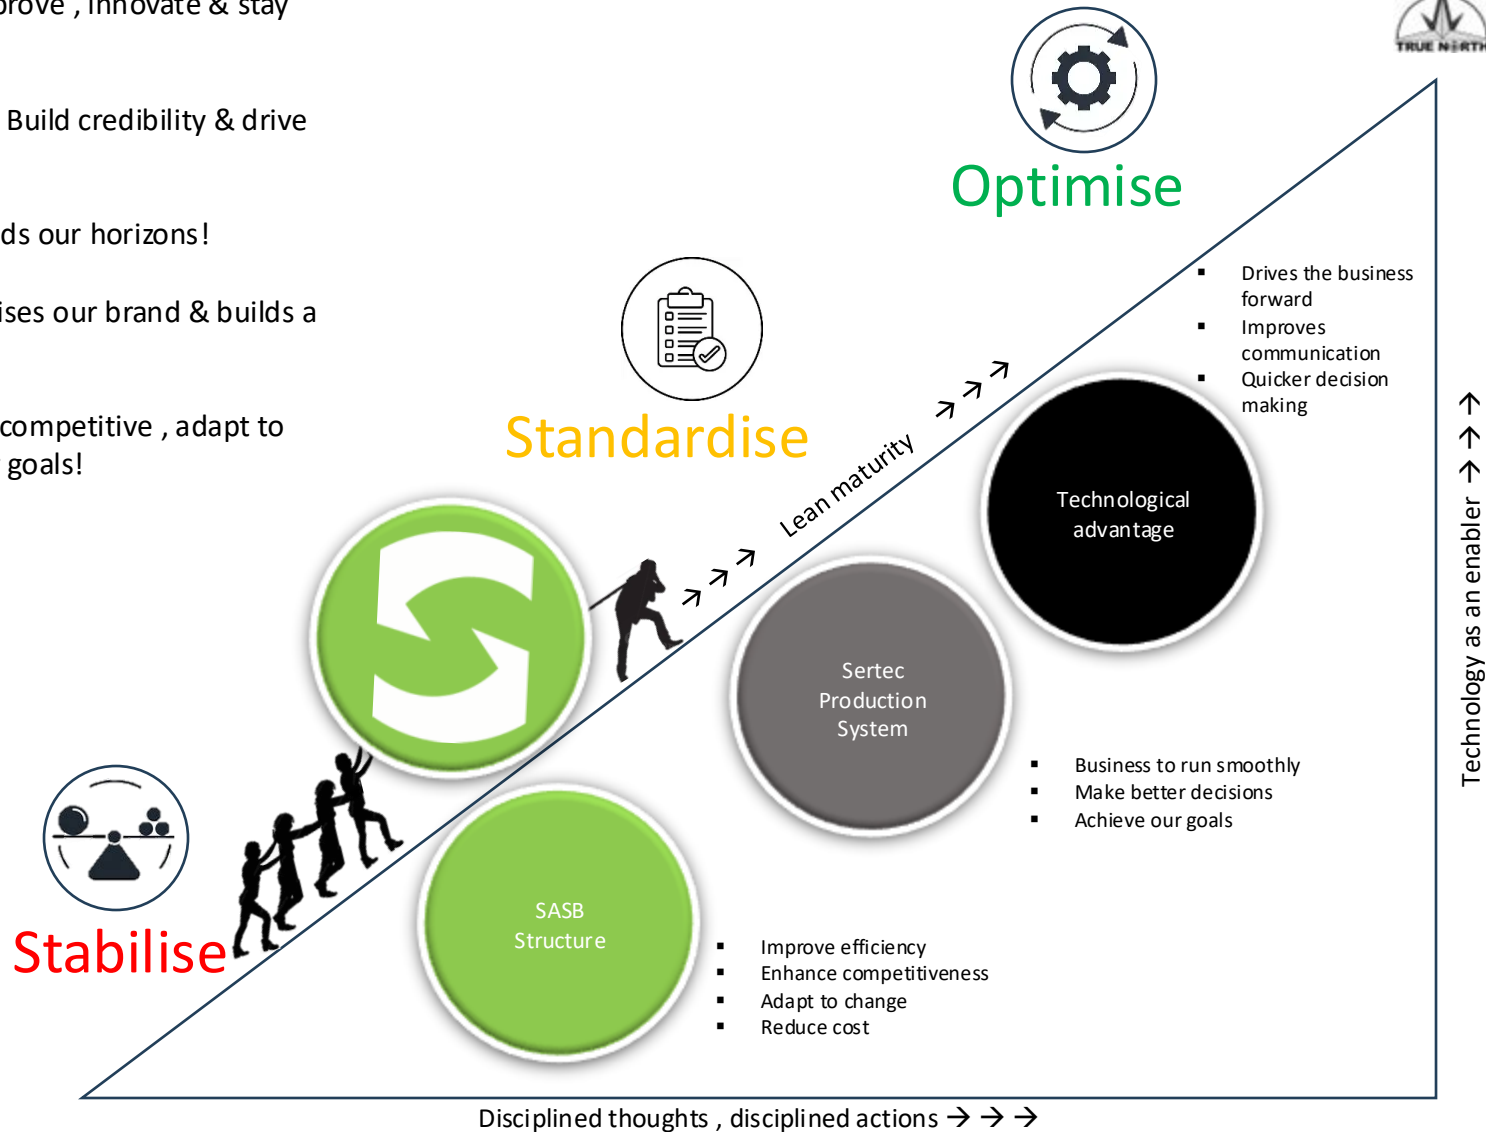 prove , innovate & stay
Build credibility & drive
ds our horizons!
ises our brand & builds a
competitive , adapt to
goals!
TRUE NORTH
Optimise
▪ Drives the business
forward
▪ Improves
communication
▪ Quicker decision
making
Standardise
Lean maturity → → →
→ → →
Technological
advantage
Technology as an enabler → → → →
Sertec
Production
System
▪ Business to run smoothly
▪ Make better decisions
▪ Achieve our goals
Stabilise
SASB
Structure
▪ Improve efficiency
▪ Enhance competitiveness
▪ Adapt to change
▪ Reduce cost
Disciplined thoughts , disciplined actions → → →